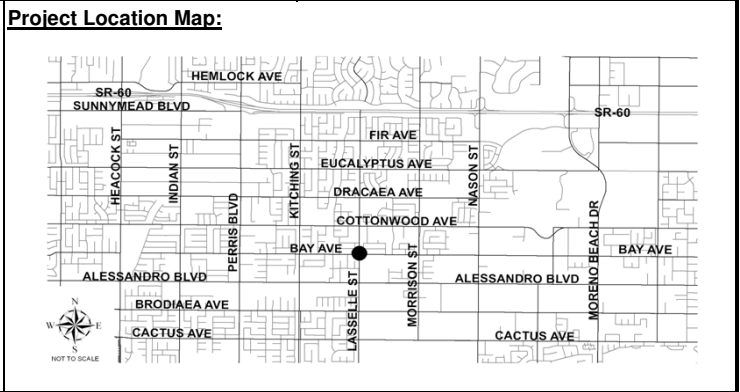 Project Location Map:
HEMLOCK AVE
SR-60
SUNNYMEAD BLVD
SR-60
FIR AVE
EUCALYPTUS AVE
DRACAEA AVE
COTTONWOOD AVE
HEACOCK ST
INDIAN ST
PERRIS BLVD
KITCHING ST
NASON ST
BAY AVE
BAY AVE
MORENO BEACH DR
ALESSANDRO BLVD
ALESSANDRO BLVD
LASSELLE ST
MORRISON ST
BRODIAEA AVE
CACTUS AVE
CACTUS AVE
N
W E
S
NOT TO SCALE